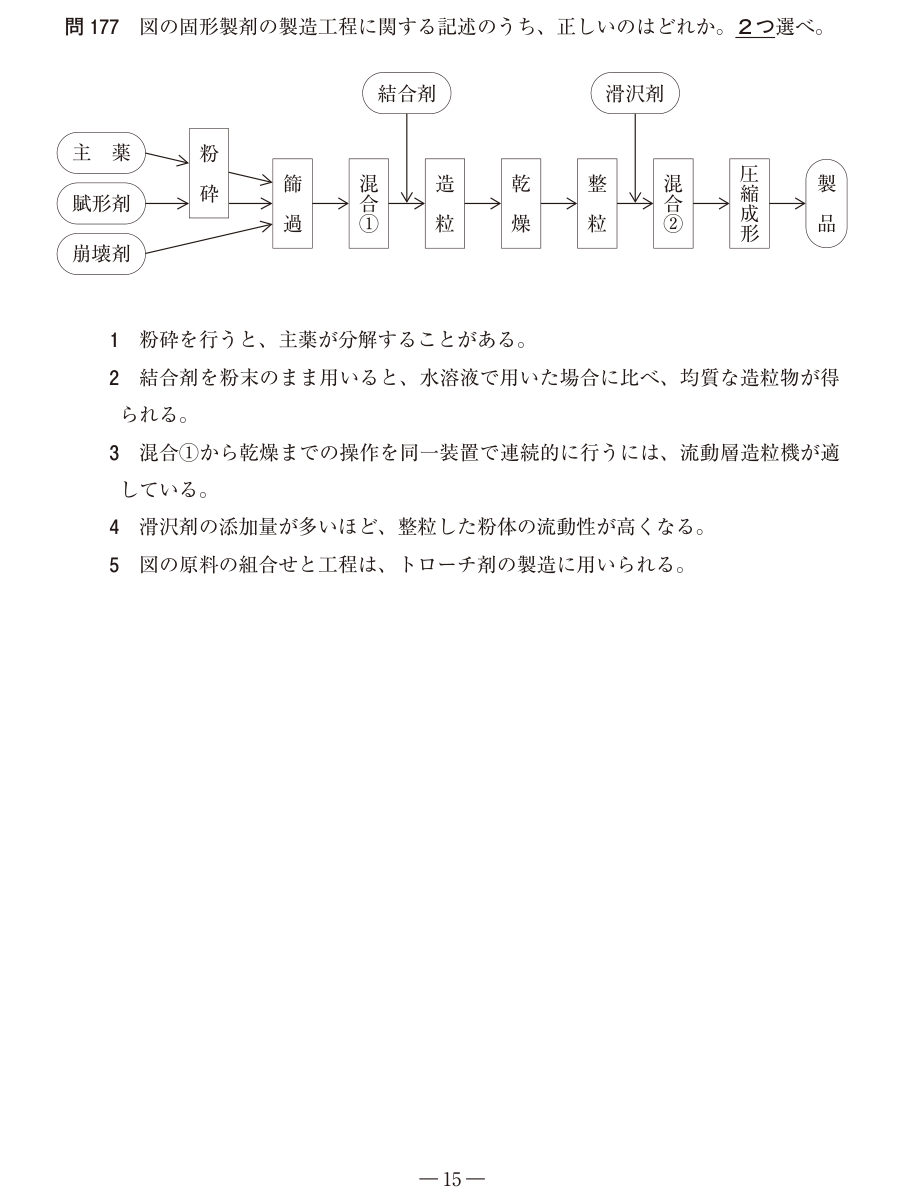 問 177　図の固形製剤の製造工程に関する記述のうち、正しいのはどれか。２つ選べ。
結合剤
滑沢剤
主　薬
賦形剤
崩壊剤
粉砕
篩過
混合①
造粒
乾燥
整粒
混合②
圧縮成形
製品
1　粉砕を行うと、主薬が分解することがある。
2　結合剤を粉末のまま用いると、水溶液で用いた場合に比べ、均質な造粒物が得
られる。
3　混合①から乾燥までの操作を同一装置で連続的に行うには、流動層造粒機が適
している。
4　滑沢剤の添加量が多いほど、整粒した粉体の流動性が高くなる。
5　図の原料の組合せと工程は、トローチ剤の製造に用いられる。
— 15 —